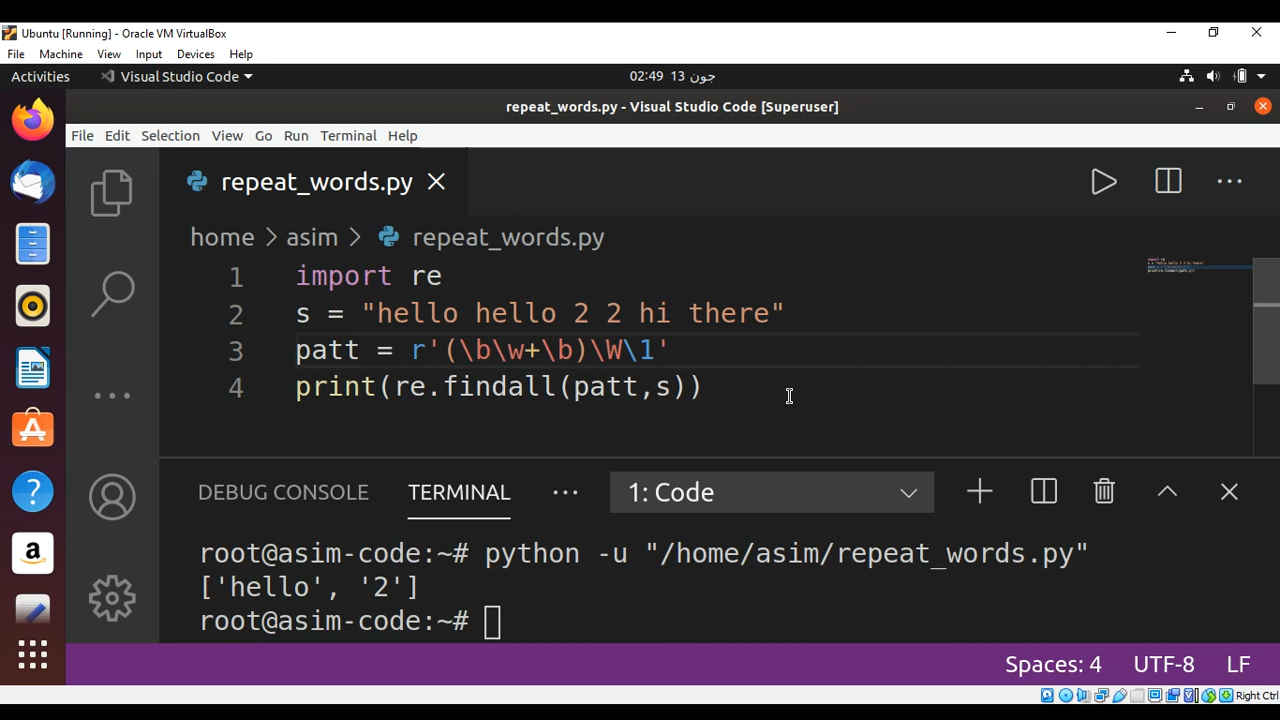 Ubuntu [Running] - Oracle VM VirtualBox
File Machine View Input Devices Help
Activities Visual Studio Code 02:49 13 جون
repeat_words.py - Visual Studio Code [Superuser]
File Edit Selection View Go Run Terminal Help
repeat_words.py
home > asim > repeat_words.py
1 import re
2 s = "hello hello 2 2 hi there"
3 patt = r'(\b\w+\b)\W\1'
4 print(re.findall(patt,s))
DEBUG CONSOLE TERMINAL ... 1: Code
root@asim-code:~# python -u "/home/asim/repeat_words.py"
['hello', '2']
root@asim-code:~#
Spaces: 4 UTF-8 LF
Right Ctrl